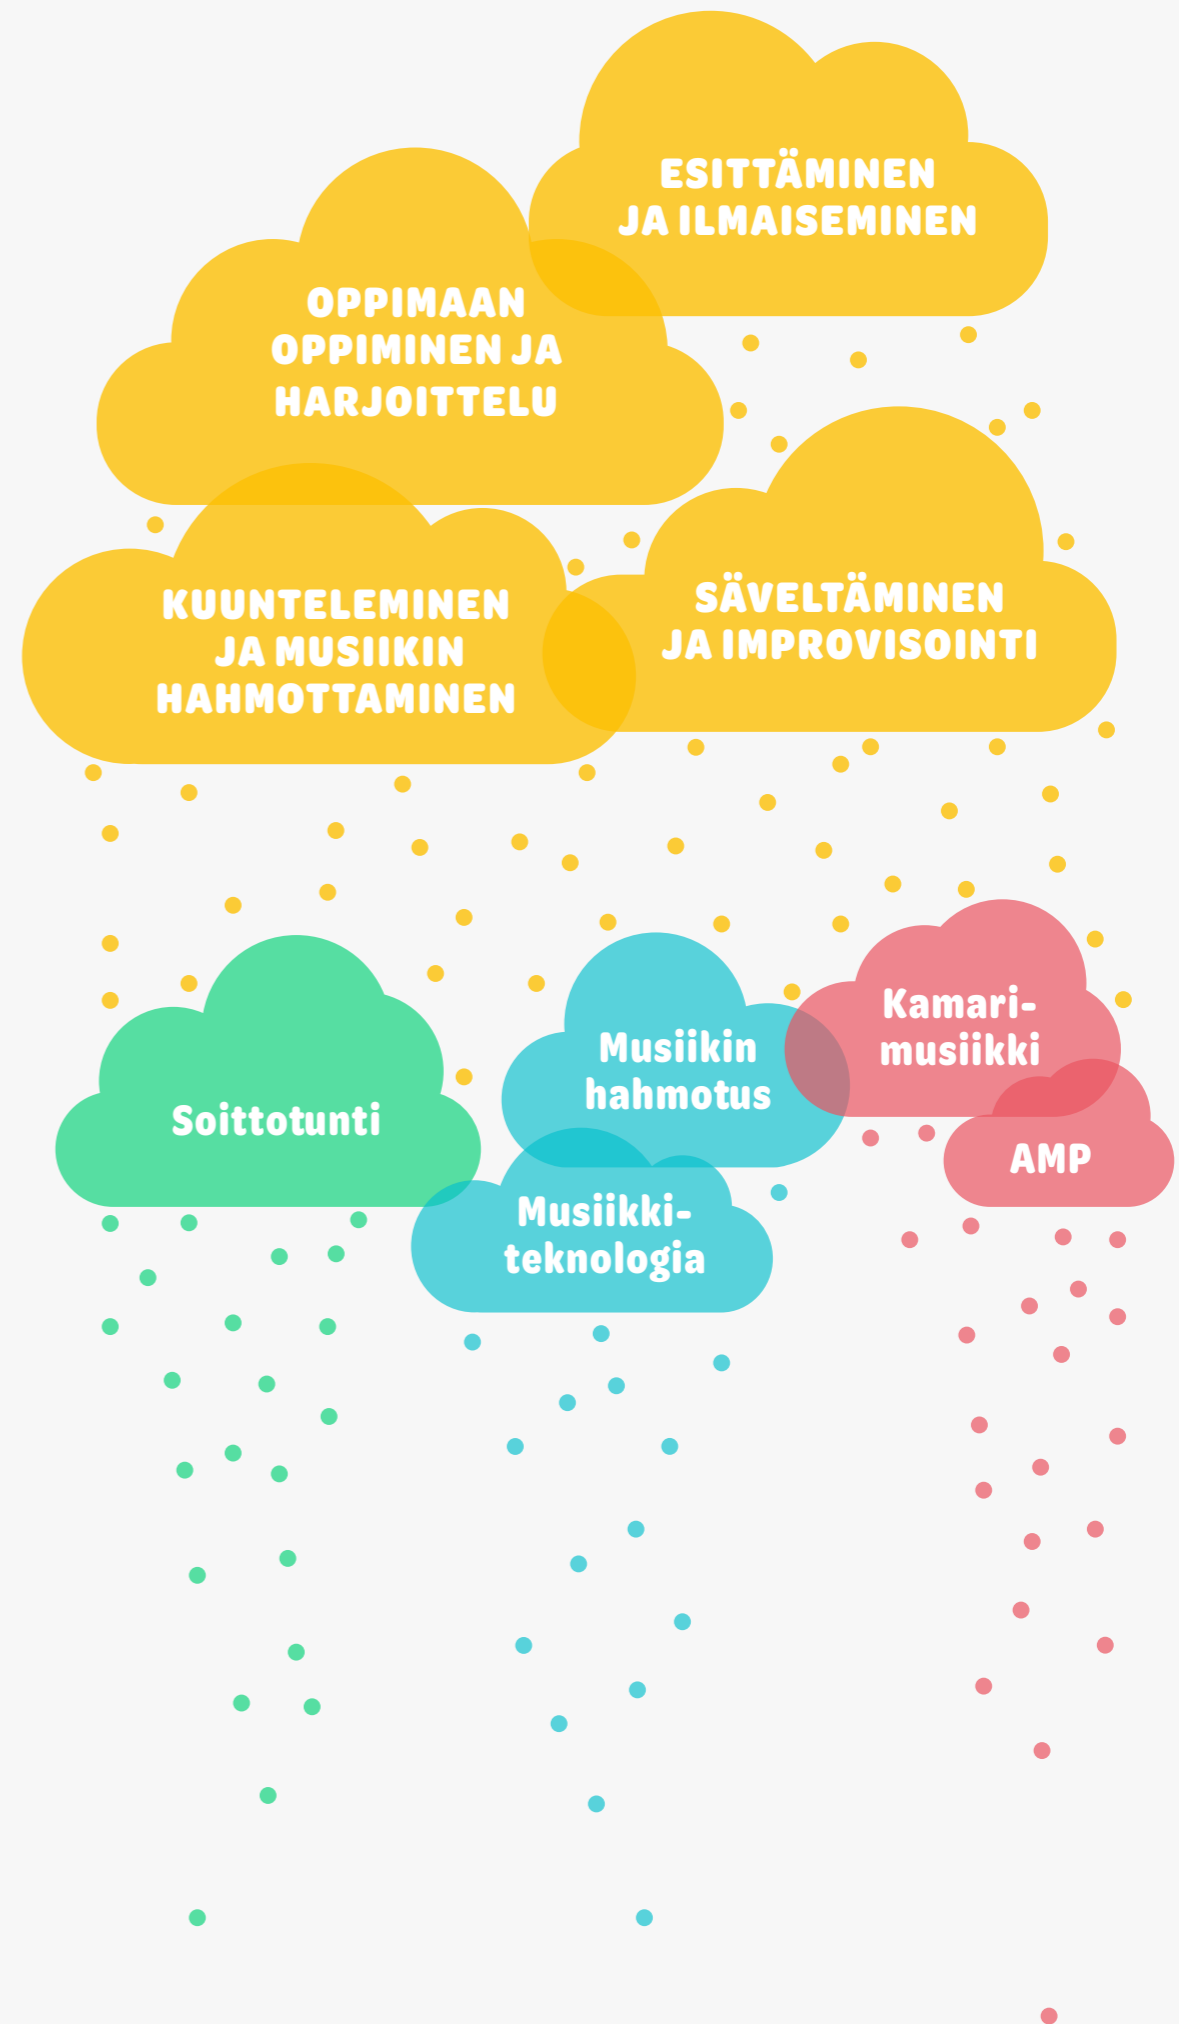 ESITTÄMINEN
JA ILMAISEMINEN
OPPIMAAN
OPPIMINEN JA
HARJOITTELU
KUUNTELEMINEN
JA MUSIIKIN
HAHMOTTAMINEN
SÄVELTÄMINEN
JA IMPROVISOINTI
Soittotunti
Musiikin
hahmotus
Musiikki-
teknologia
Kamari-
musiikki
AMP